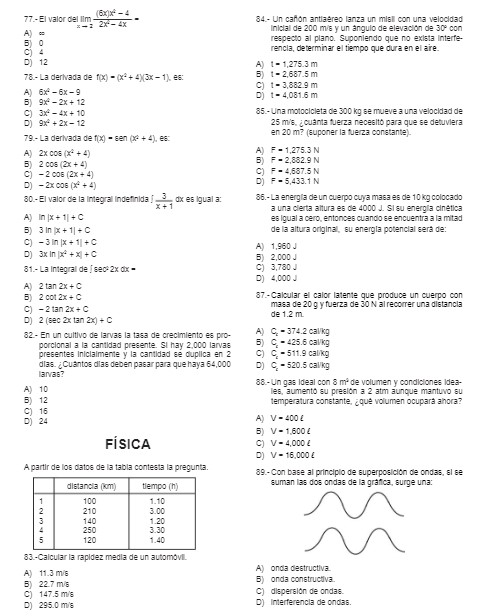 77.- El valor del lim (6x)x² – 4 / 2x² – 4x =
x → 2
A) ∞
B) 0
C) 4
D) 12
78.- La derivada de f(x) = (x² + 4)(3x – 1), es:
A) 6x² – 6x – 9
B) 9x² – 2x + 12
C) 3x² – 4x + 10
D) 9x² + 2x – 12
79.- La derivada de f(x) = sen (x² + 4), es:
A) 2x cos (x² + 4)
B) 2 cos (2x + 4)
C) – 2 cos (2x + 4)
D) – 2x cos (x² + 4)
80.- El valor de la integral indefinida ∫ 3 / x + 1 dx es igual a:
A) ln |x + 1| + C
B) 3 ln |x + 1| + C
C) – 3 ln |x + 1| + C
D) 3x ln |x² + x| + C
81.- La integral de ∫ sec² 2x dx =
A) 2 tan 2x + C
B) 2 cot 2x + C
C) – 2 tan 2x + C
D) 2 (sec 2x tan 2x) + C
82.- En un cultivo de larvas la tasa de crecimiento es pro-
porcional a la cantidad presente. Si hay 2,000 larvas
presentes inicialmente y la cantidad se duplica en 2
días. ¿Cuántos días deben pasar para que haya 64,000
larvas?
A) 10
B) 12
C) 16
D) 24
FÍSICA
A partir de los datos de la tabla contesta la pregunta.
distancia (km) tiempo (h)
1 100 1.10
2 210 3.00
3 140 1.20
4 250 3.30
5 120 1.40
83.-Calcular la rapidez media de un automóvil.
A) 11.3 m/s
B) 22.7 m/s
C) 147.5 m/s
D) 295.0 m/s
84.- Un cañón antiaéreo lanza un misil con una velocidad
inicial de 200 m/s y un ángulo de elevación de 30° con
respecto al plano. Suponiendo que no exista interfe-
rencia, determinar el tiempo que dura en el aire.
A) t = 1,275.3 m
B) t = 2,687.5 m
C) t = 3,882.9 m
D) t = 4,081.6 m
85.- Una motocicleta de 300 kg se mueve a una velocidad de
25 m/s, ¿cuánta fuerza necesitó para que se detuviera
en 20 m? (suponer la fuerza constante).
A) F = 1,275.3 N
B) F = 2,882.9 N
C) F = 4,687.5 N
D) F = 5,433.1 N
86.- La energía de un cuerpo cuya masa es de 10 kg colocado
a una cierta altura es de 4000 J. Si su energía cinética
es igual a cero, entonces cuando se encuentra a la mitad
de la altura original, su energía potencial será de:
A) 1,960 J
B) 2,000 J
C) 3,780 J
D) 4,000 J
87.- Calcular el calor latente que produce un cuerpo con
masa de 20 g y fuerza de 30 N al recorrer una distancia
de 1.2 m.
A) = 374.2 cal/kg
B) = 425.6 cal/kg
C) = 511.9 cal/kg
D) = 520.5 cal/kg
88.- Un gas ideal con 8 m³ de volumen y condiciones idea-
les, aumentó su presión a 2 atm aunque mantuvo su
temperatura constante, ¿qué volumen ocupará ahora?
A) V = 400 ℓ
B) V = 1,600 ℓ
C) V = 4,000 ℓ
D) V = 16,000 ℓ
89.- Con base al principio de superposición de ondas, si se
suman las dos ondas de la gráfica, surge una:
A) onda destructiva.
B) onda constructiva.
C) dispersión de ondas.
D) interferencia de ondas.